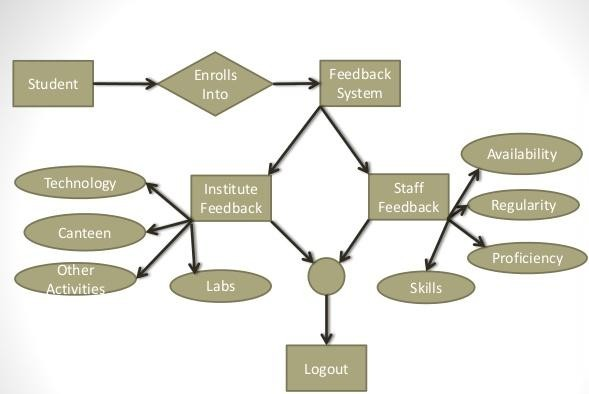 Student
Enrolls
Into
Feedback
System
Technology
Canteen
Other
Activities
Institute
Feedback
Labs
Staff
Feedback
Availability
Regularity
Proficiency
Skills
Logout